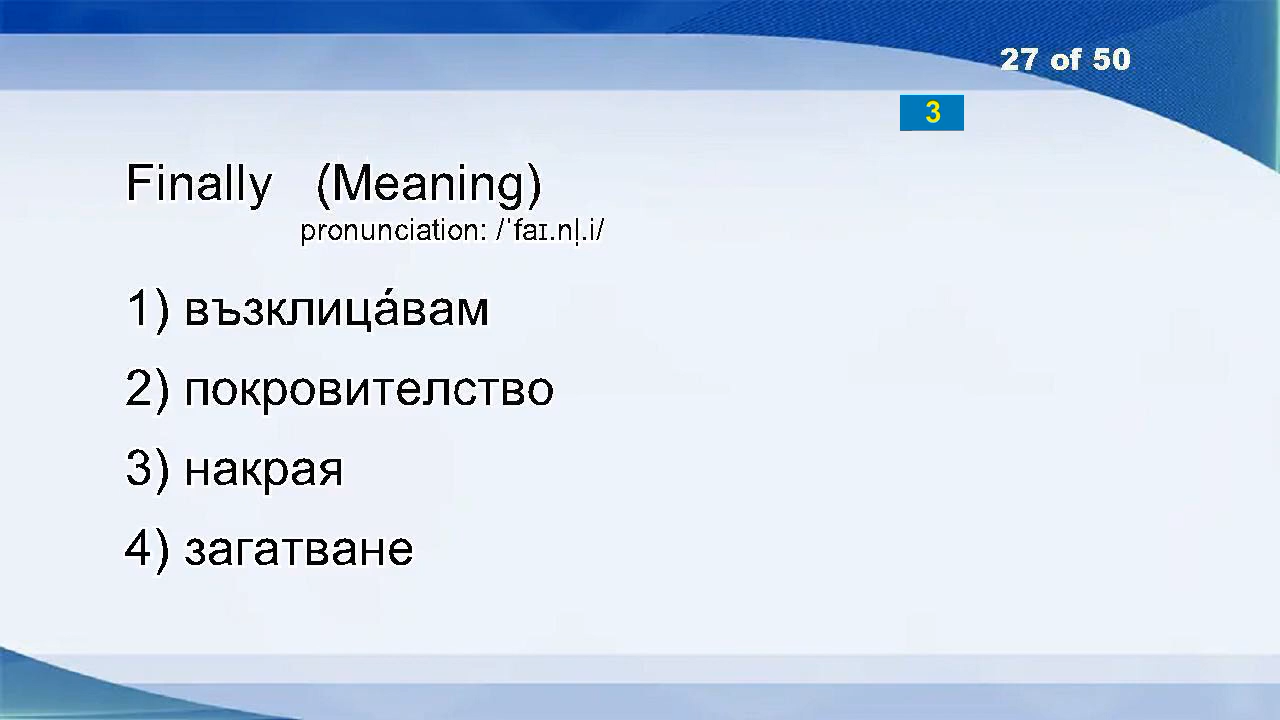 27 of 50
3
Finally (Meaning)
pronunciation: /ˈfaɪ.nl̩.i/
1) възклица́вам
2) покровителство
3) накрая
4) загатване